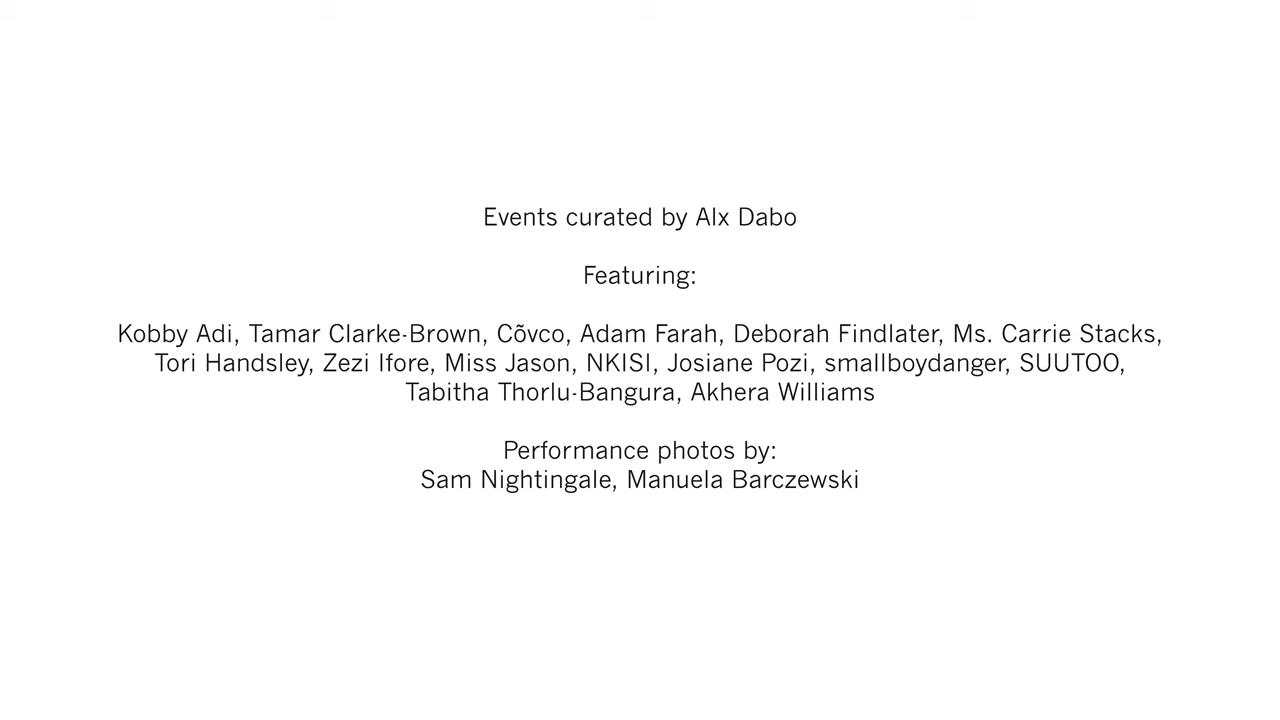 Events curated by Alx Dabo
Featuring:
Kobby Adi, Tamar Clarke-Brown, Cõvco, Adam Farah, Deborah Findlater, Ms. Carrie Stacks,
Tori Handsley, Zezi Ifore, Miss Jason, NKISI, Josiane Pozi, smallboydanger, SUUTOO,
Tabitha Thorlu-Bangura, Akhera Williams
Performance photos by:
Sam Nightingale, Manuela Barczewski